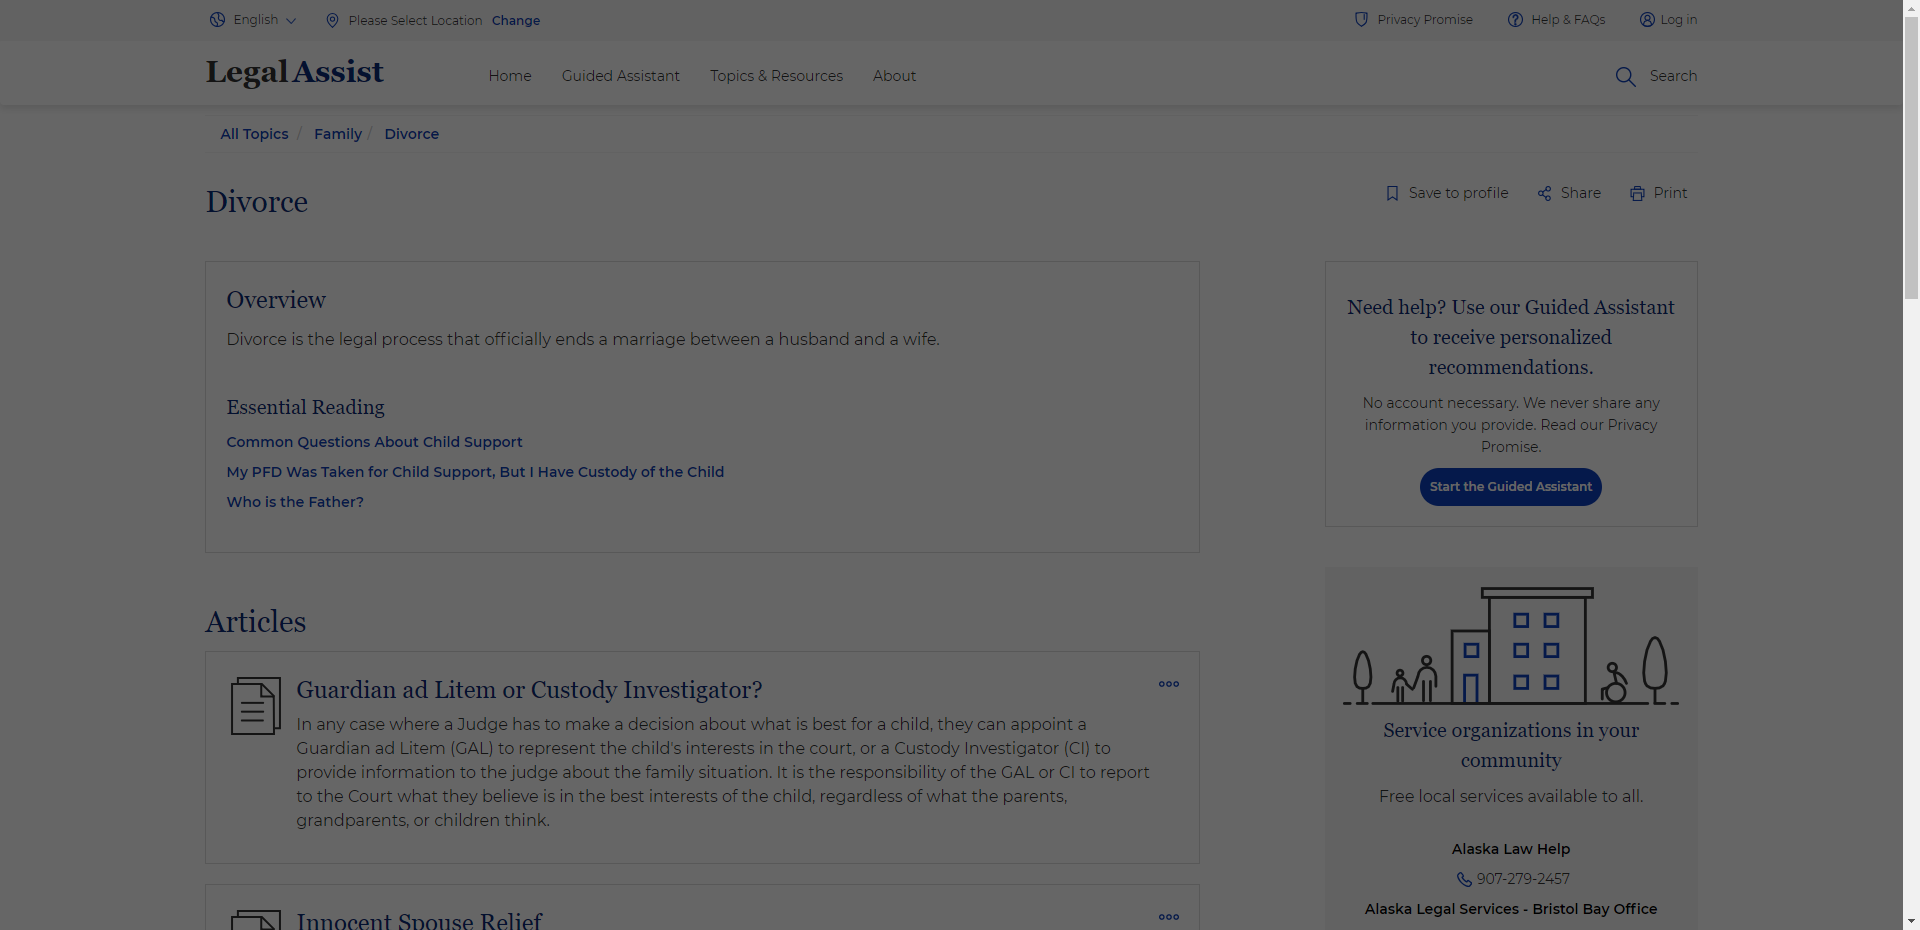 English
Please Select Location Change
Privacy Promise
Help & FAQs
Log in
Legal Assist
Home
Guided Assistant
Topics & Resources
About
Search
All Topics / Family / Divorce
Divorce
Save to profile
Share
Print
Overview
Divorce is the legal process that officially ends a marriage between a husband and a wife.
Essential Reading
Common Questions About Child Support
My PFD Was Taken for Child Support, But I Have Custody of the Child
Who is the Father?
Need help? Use our Guided Assistant
to receive personalized
recommendations.
No account necessary. We never share any
information you provide. Read our Privacy
Promise.
Start the Guided Assistant
Articles
Guardian ad Litem or Custody Investigator?
In any case where a Judge has to make a decision about what is best for a child, they can appoint a
Guardian ad Litem (GAL) to represent the child's interests in the court, or a Custody Investigator (CI) to
provide information to the judge about the family situation. It is the responsibility of the GAL or CI to report
to the Court what they believe is in the best interests of the child, regardless of what the parents,
grandparents, or children think.
Innocent Spouse Relief
Service organizations in your
community
Free local services available to all.
Alaska Law Help
907-279-2457
Alaska Legal Services - Bristol Bay Office